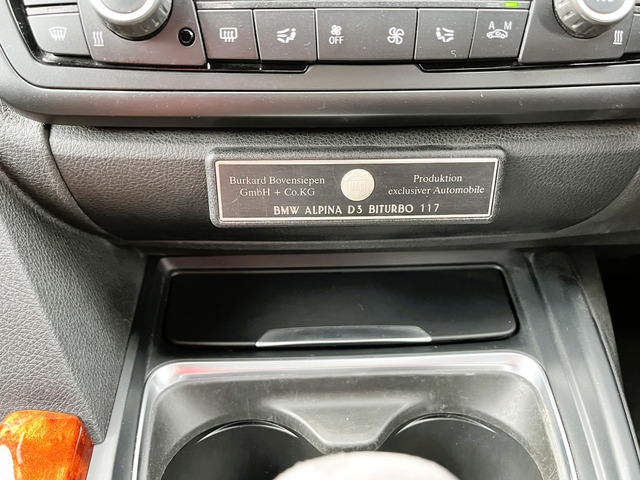 OFF
S
A M
Burkard Bovensiepen
GmbH + Co.KG
Produktion
exclusiver Automobile
BMW ALPINA D3 BITURBO 117